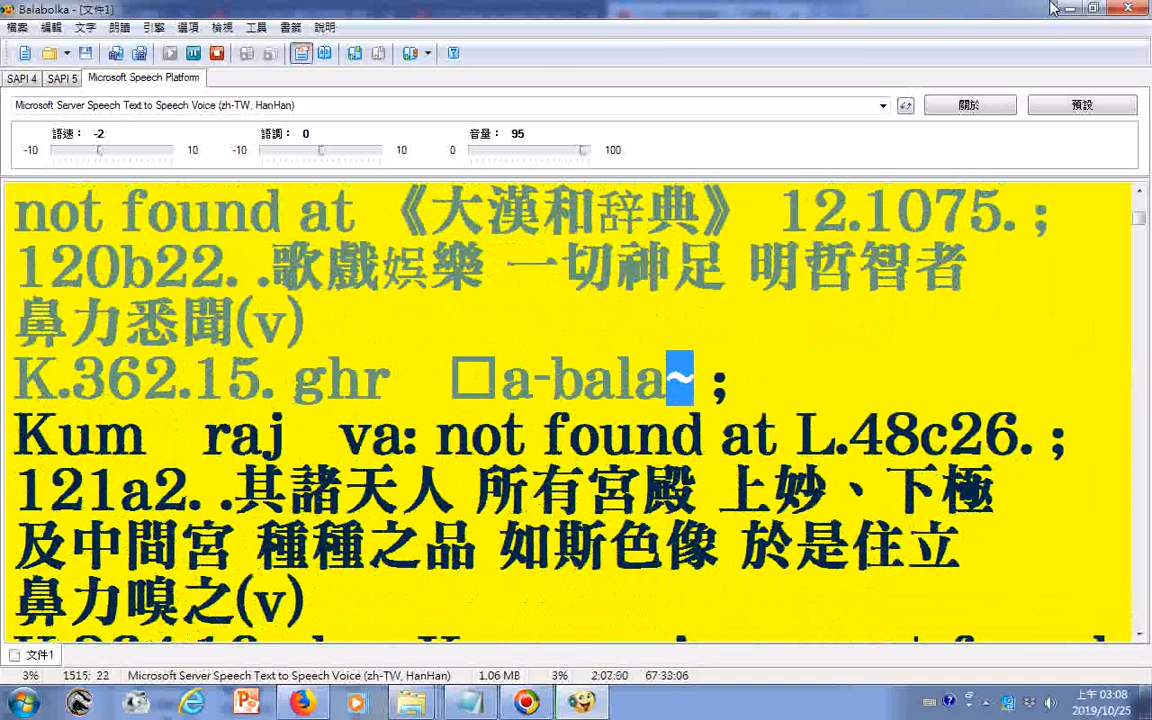 Balabolka - [文件1]
檔案 編輯 文字 朗讀 引擎 選項 檢視 工具 書籤 說明
SAPI 4 SAPI 5 Microsoft Speech Platform
Microsoft Server Speech Text to Speech Voice (zh-TW, HanHan) 關於 預設
語速： -2 語調： 0 音量： 95
-10 10 -10 10 0 100
not found at 《大漢和辞典》 12.1075. ;
120b22. .歌戲娯樂 一切神足 明哲智者
鼻力悉聞(v)
K.362.15. ghr □a-bala~ ;
Kum raj va: not found at L.48c26. ;
121a2. .其諸天人 所有宮殿 上妙、下極
及中間宮 種種之品 如斯色像 於是住立
鼻力嗅之(v)
文件1
3% 1515: 22 Microsoft Server Speech Text to Speech Voice (zh-TW, HanHan) 1.06 MB 3% 2:07:30 67:33:06
上午 03:08
2019/10/25